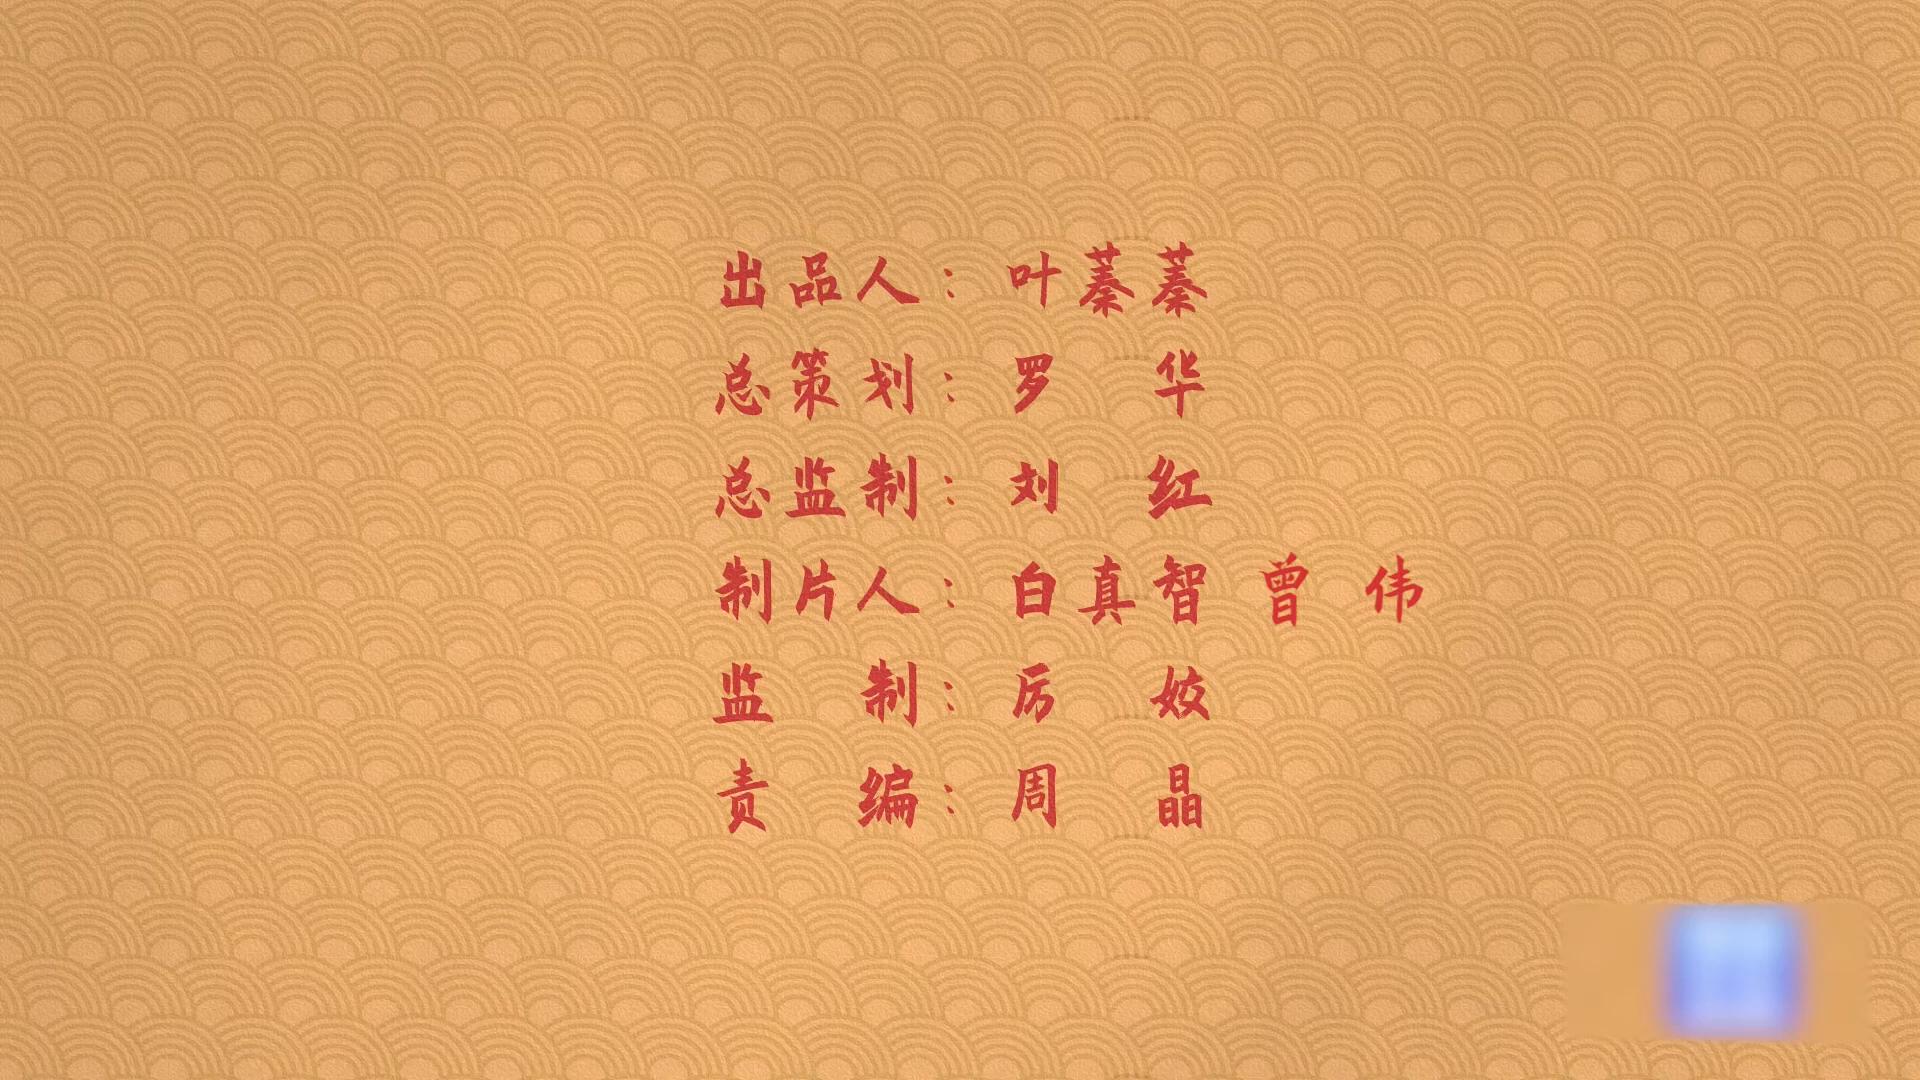 出品人：叶蓁蓁
总策划：罗 华
总监制：刘 红
制片人：白真智 曾 伟
监 制：厉 姣
责 编：周 晶